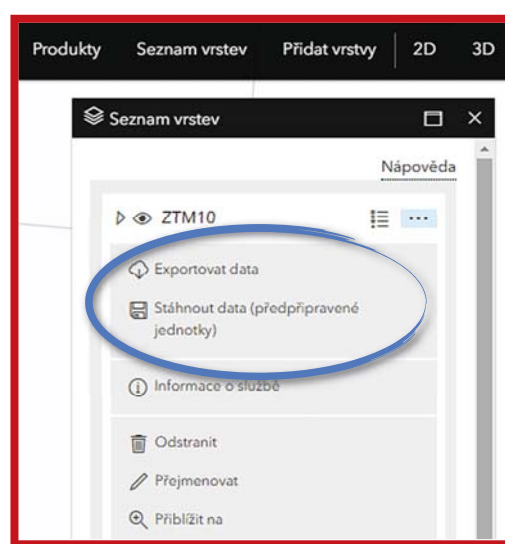 Produkty Seznam vrstev Přidat vrstvy 2D 3D
Seznam vrstev
Nápověda
ZTM10
Exportovat data
Stáhnout data (předpřipravené
jednotky)
Informace o službě
Odstranit
Přejmenovat
Přiblížit na